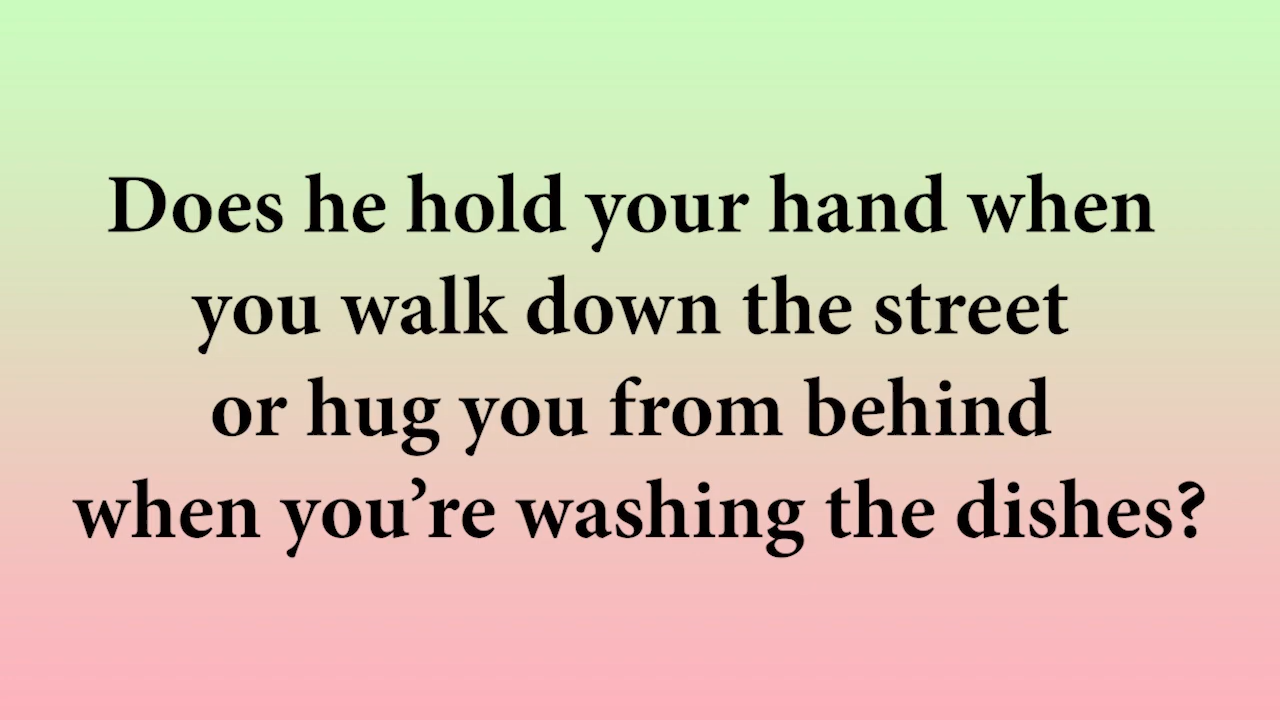 Does he hold your hand when
you walk down the street
or hug you from behind
when you’re washing the dishes?